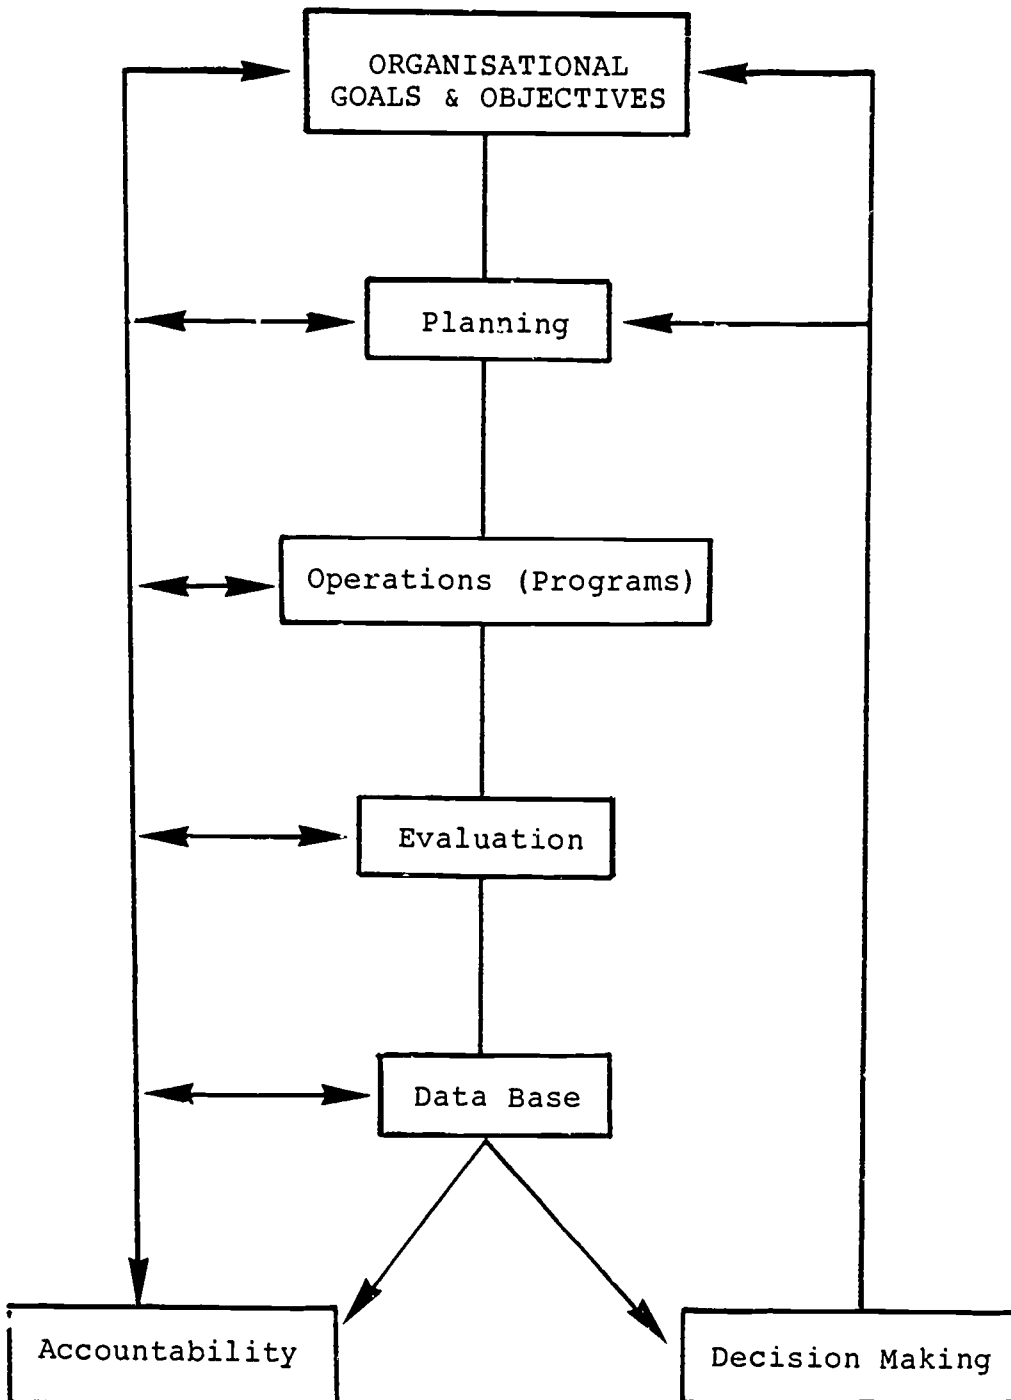 ORGANISATIONAL
GOALS & OBJECTIVES
Planning
Operations (Programs)
Evaluation
Data Base
Accountability
Decision Making